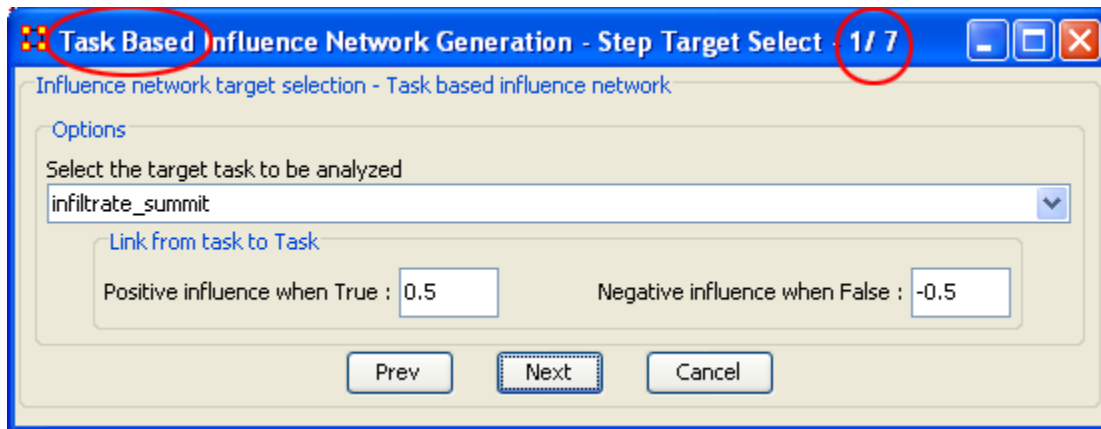 Task Based Influence Network Generation - Step Target Select - 1/ 7
Influence network target selection - Task based influence network
Options
Select the target task to be analyzed
infiltrate_summit
Link from task to Task
Positive influence when True : 0.5 Negative influence when False : -0.5
Prev Next Cancel